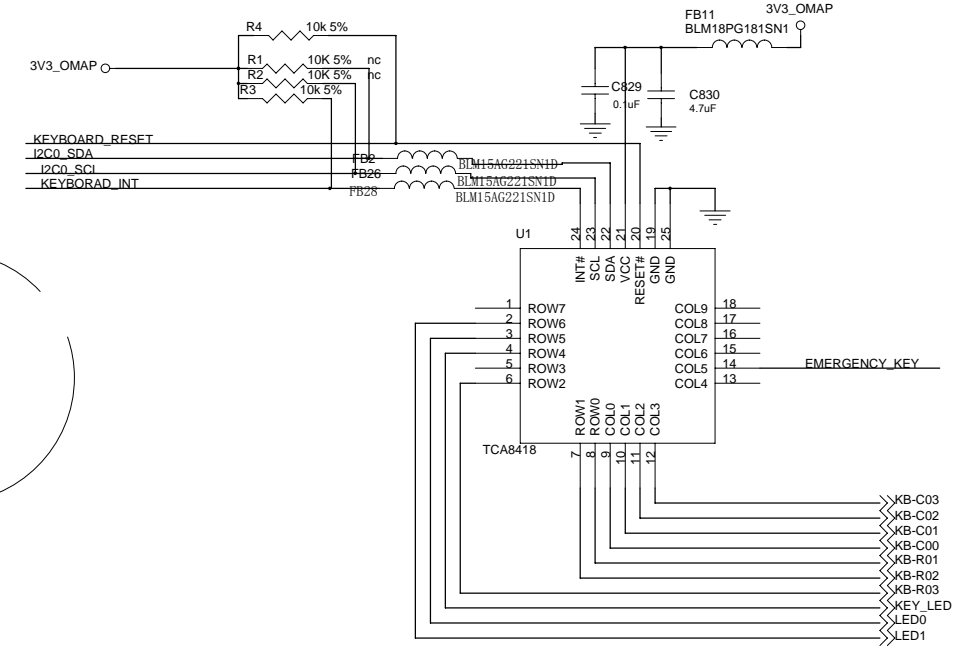 FB11
3V3_OMAP
BLM18PG181SN1
R4 10k 5%
3V3_OMAP
R1 10K 5% nc
R2 10K 5% nc
R3 10k 5%
C829
0.1uF
C830
4.7uF
KEYBOARD_RESET
I2C0_SDA
FB2
BLM15AG221SN1D
I2C0_SCL
FB26
BLM15AG221SN1D
KEYBORAD_INT
FB28
BLM15AG221SN1D
U1
24 23 22 21 20 19 25
INT# SCL SDA VCC RESET# GND GND
1 ROW7 COL9 18
2 ROW6 COL8 17
3 ROW5 COL7 16
4 ROW4 COL6 15
5 ROW3 COL5 14 EMERGENCY_KEY
6 ROW2 COL4 13
ROW1 ROW0 COL0 COL1 COL2 COL3
TCA8418
7 8 9 10 11 12
KB-C03
KB-C02
KB-C01
KB-C00
KB-R01
KB-R02
KB-R03
KEY_LED
LED0
LED1